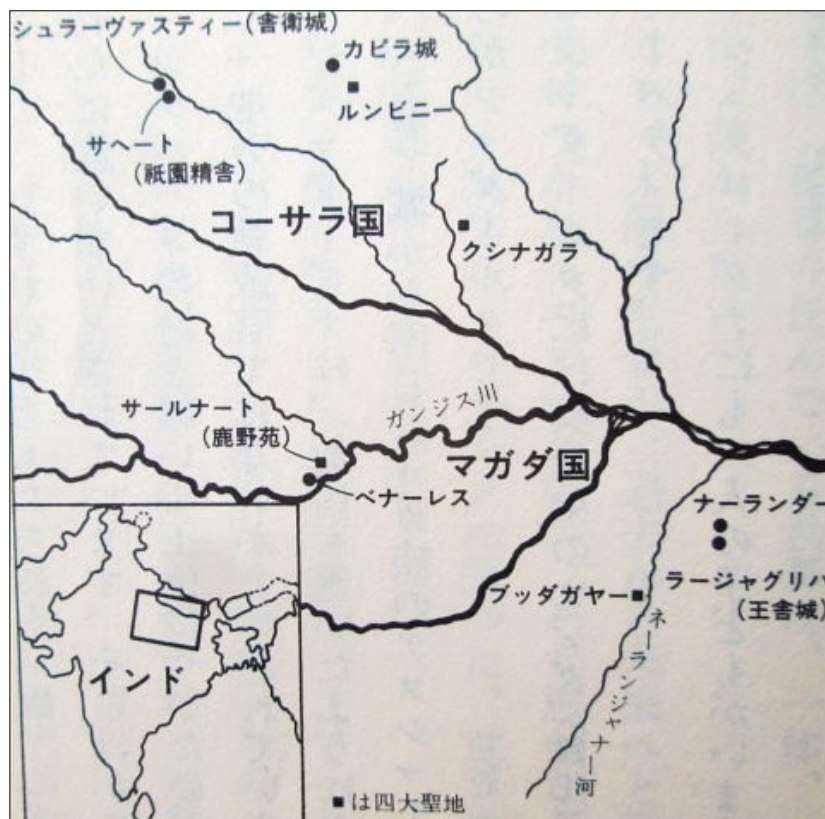 シュラーヴァスティー(舎衛城)
カピラ城
ルンビニー
サヘート
(祇園精舎)
コーサラ国
クシナガラ
サールナート
(鹿野苑)
ガンジス川
マガダ国
ベナーレス
ナーランダー
ラージャグリハ
(王舎城)
ブッダガヤー
ネーランジャナー河
インド
■は四大聖地